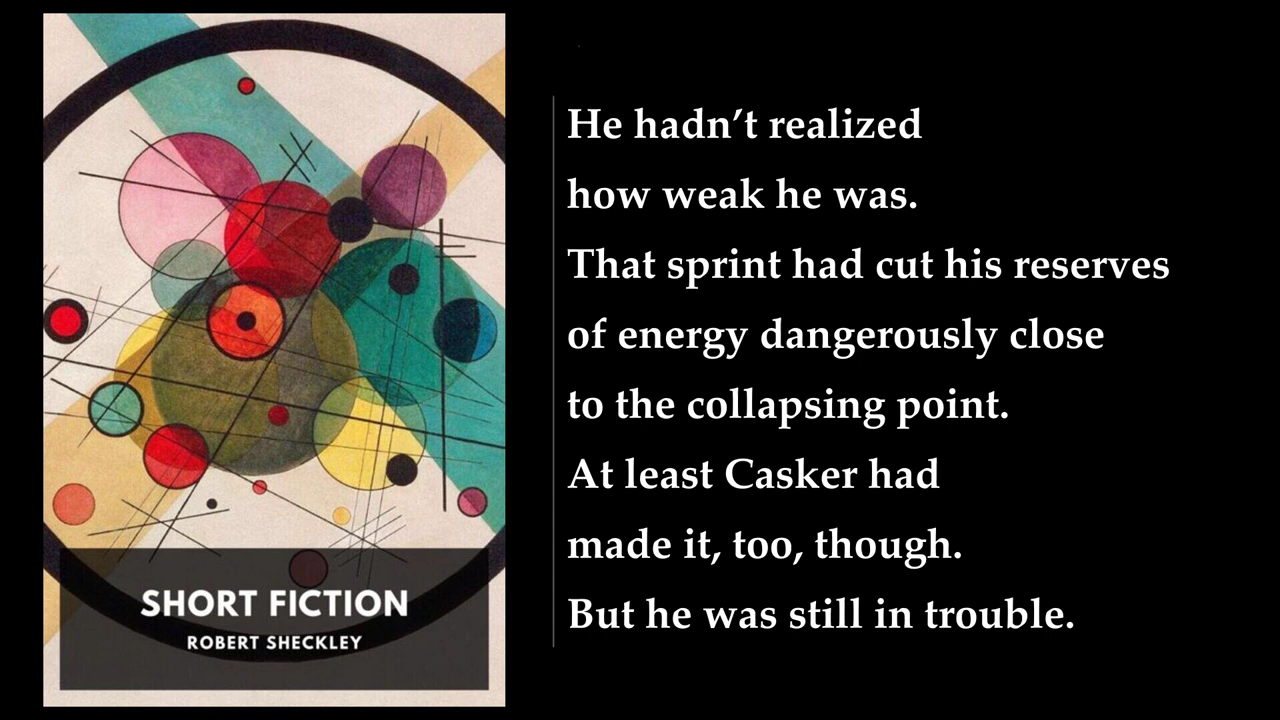 SHORT FICTION
ROBERT SHECKLEY
He hadn’t realized
how weak he was.
That sprint had cut his reserves
of energy dangerously close
to the collapsing point.
At least Casker had
made it, too, though.
But he was still in trouble.